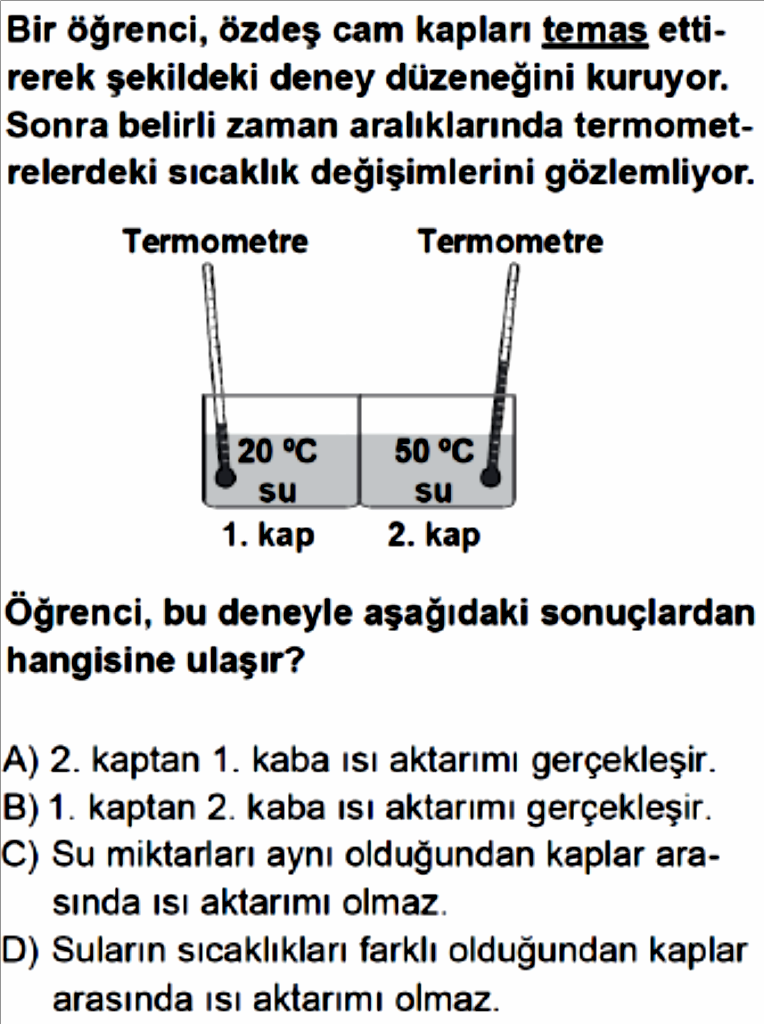 Bir öğrenci, özdeş cam kapları temas etti-
rerek şekildeki deney düzeneğini kuruyor.
Sonra belirli zaman aralıklarında termomet-
relerdeki sıcaklık değişimlerini gözlemliyor.
Termometre Termometre
20 ºC 50 ºC
su su
1. kap 2. kap
Öğrenci, bu deneyle aşağıdaki sonuçlardan
hangisine ulaşır?
A) 2. kaptan 1. kaba ısı aktarımı gerçekleşir.
B) 1. kaptan 2. kaba ısı aktarımı gerçekleşir.
C) Su miktarları aynı olduğundan kaplar ara-
sında ısı aktarımı olmaz.
D) Suların sıcaklıkları farklı olduğundan kaplar
arasında ısı aktarımı olmaz.